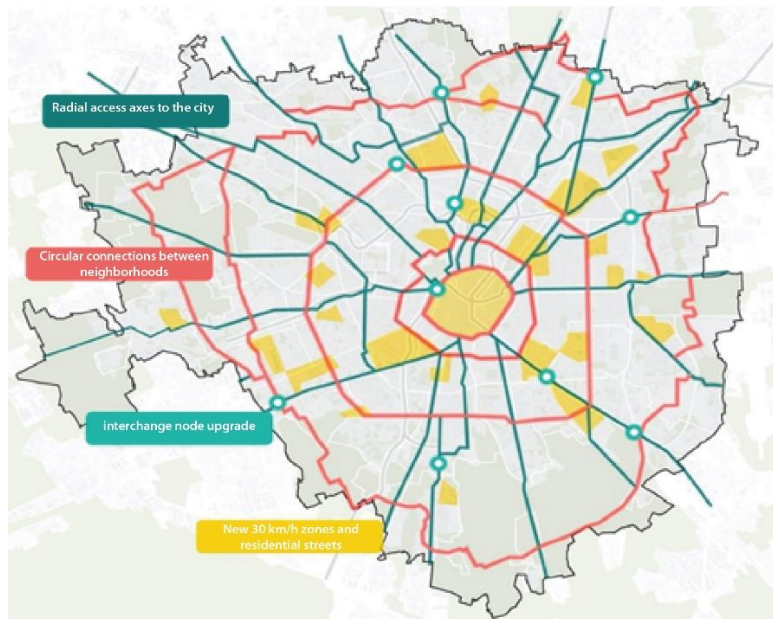 Radial access axes to the city
Circular connections between
neighborhoods
interchange node upgrade
New 30 km/h zones and
residential streets